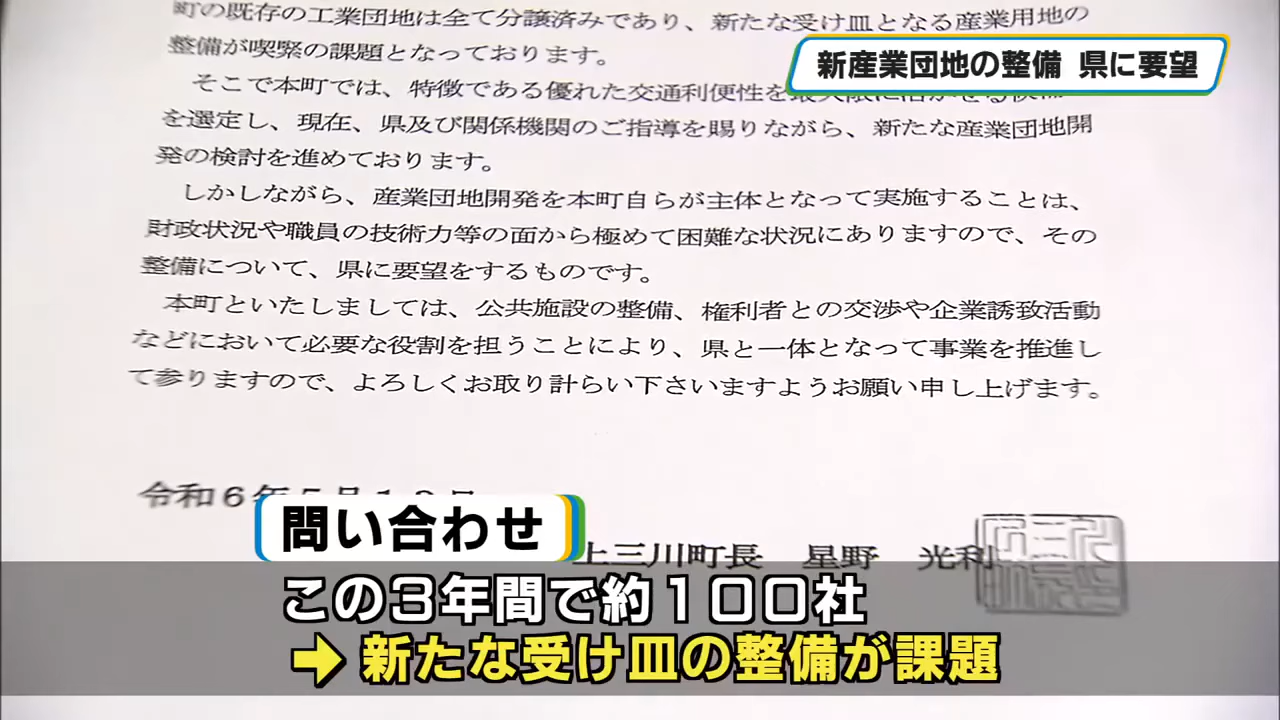 町の既存の工業団地は全て分譲済みであり、新たな受け皿となる産業用地の
整備が喫緊の課題となっております。
新産業団地の整備 県に要望
そこで本町では、特徴である優れた交通利便性を
を選定し、現在、県及び関係機関のご指導を賜りながら、新たな産業団地開
発の検討を進めております。
しかしながら、産業団地開発を本町自らが主体となって実施することは、
財政状況や職員の技術力等の面から極めて困難な状況にありますので、その
整備について、県に要望をするものです。
本町といたしましては、公共施設の整備、権利者との交渉や企業誘致活動
などにおいて必要な役割を担うことにより、県と一体となって事業を推進し
て参りますので、よろしくお取り計らい下さいますようお願い申し上げます。
令和６年
問い合わせ
上三川町長 星野 光利
この３年間で約１００社
➡ 新たな受け皿の整備が課題